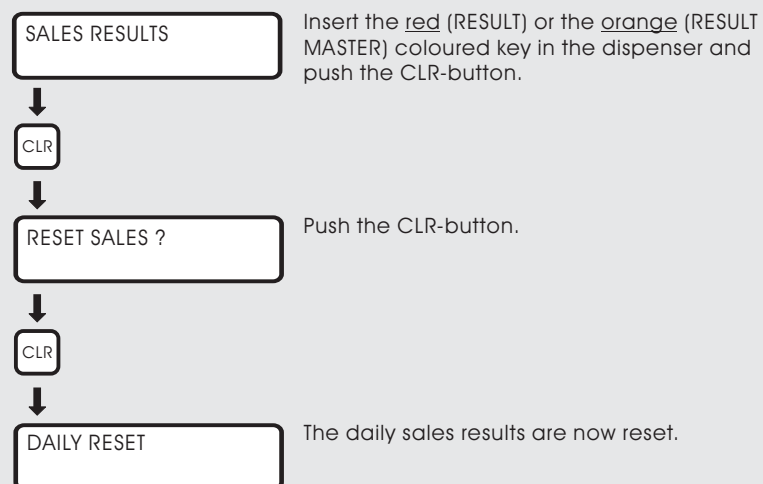 SALES RESULTS
Insert the red (RESULT) or the orange (RESULT
MASTER) coloured key in the dispenser and
push the CLR-button.
CLR
RESET SALES ?
Push the CLR-button.
CLR
DAILY RESET
The daily sales results are now reset.